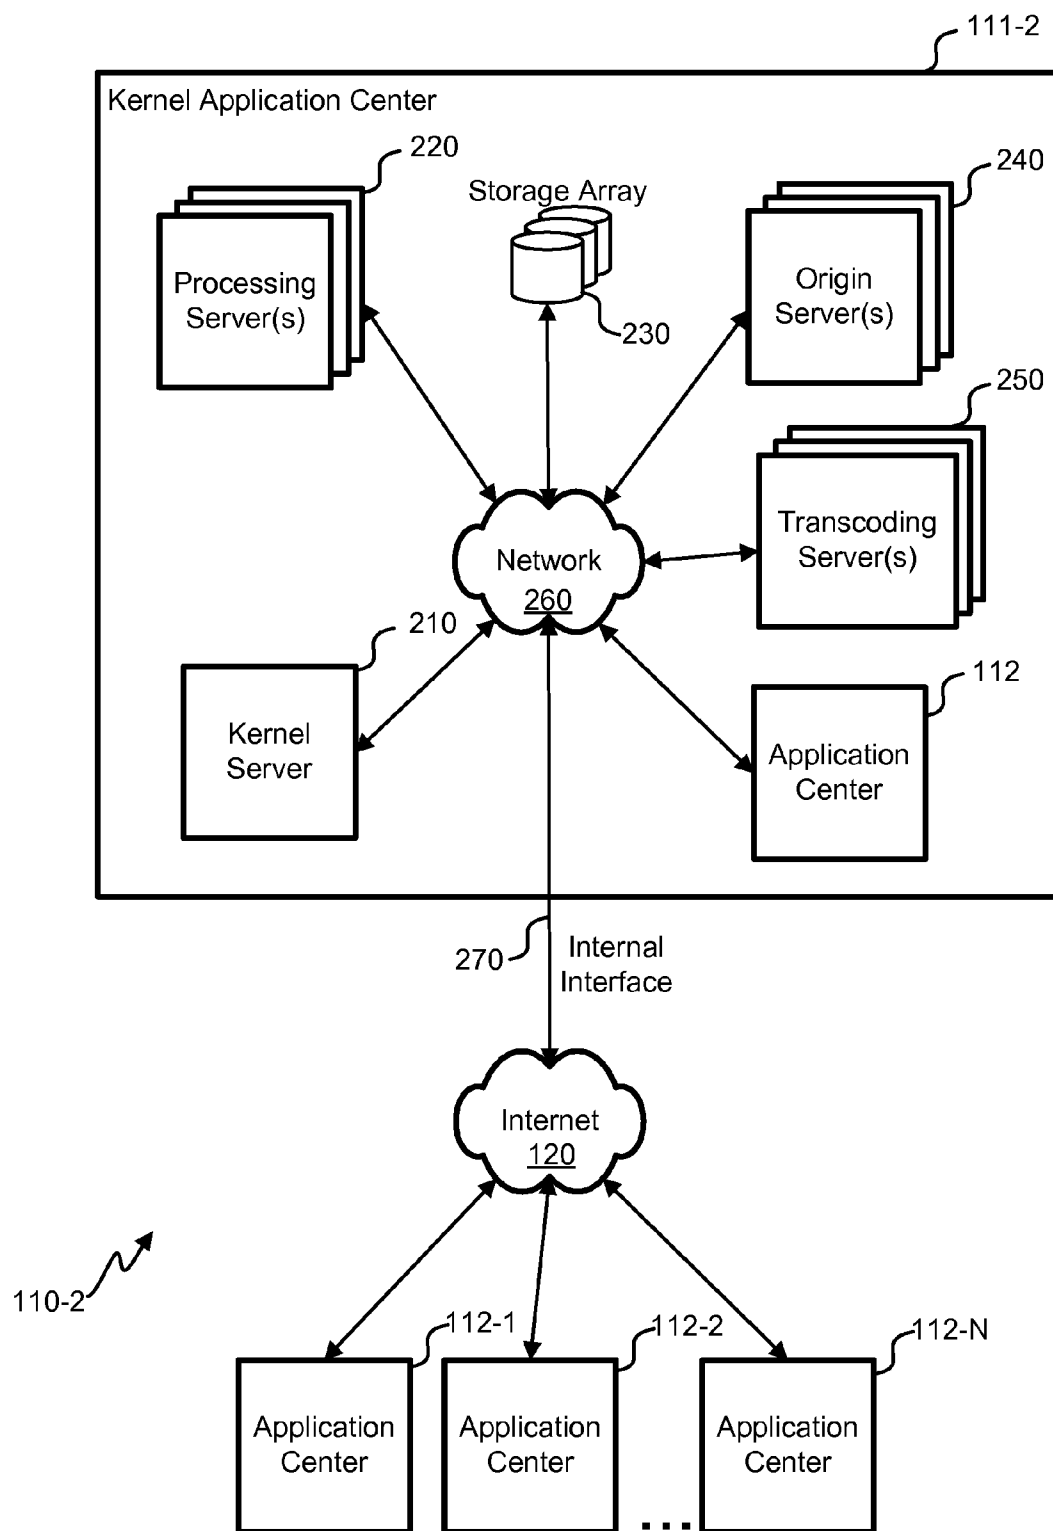 111-2
Kernel Application Center
220
Storage Array
240
Processing
Server(s)
Origin
Server(s)
230
250
Transcoding
Server(s)
Network
260
210
112
Kernel
Server
Application
Center
270
Internal
Interface
Internet
120
110-2
112-1
112-2
112-N
Application
Center
Application
Center
...
Application
Center